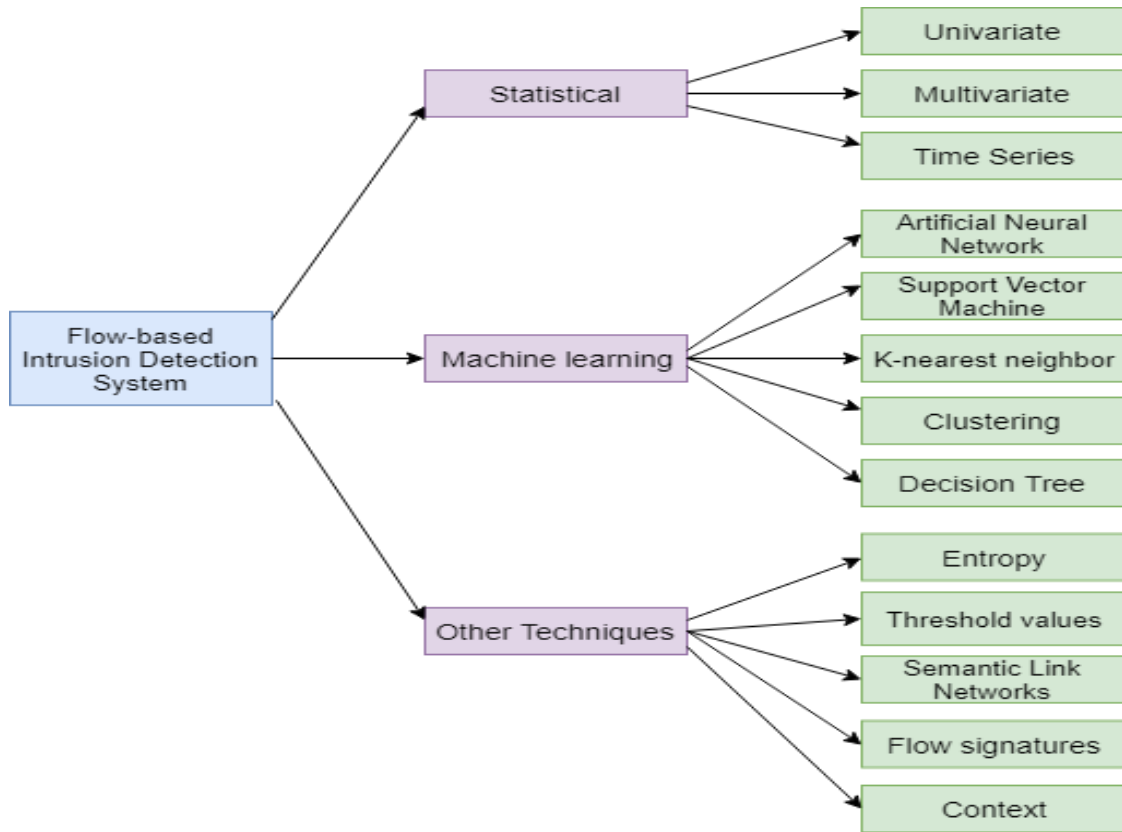 Univariate
Statistical
Multivariate
Time Series
Artificial Neural
Network
Support Vector
Machine
Flow-based
Intrusion Detection
System
Machine learning
K-nearest neighbor
Clustering
Decision Tree
Entropy
Threshold values
Other Techniques
Semantic Link
Networks
Flow signatures
Context